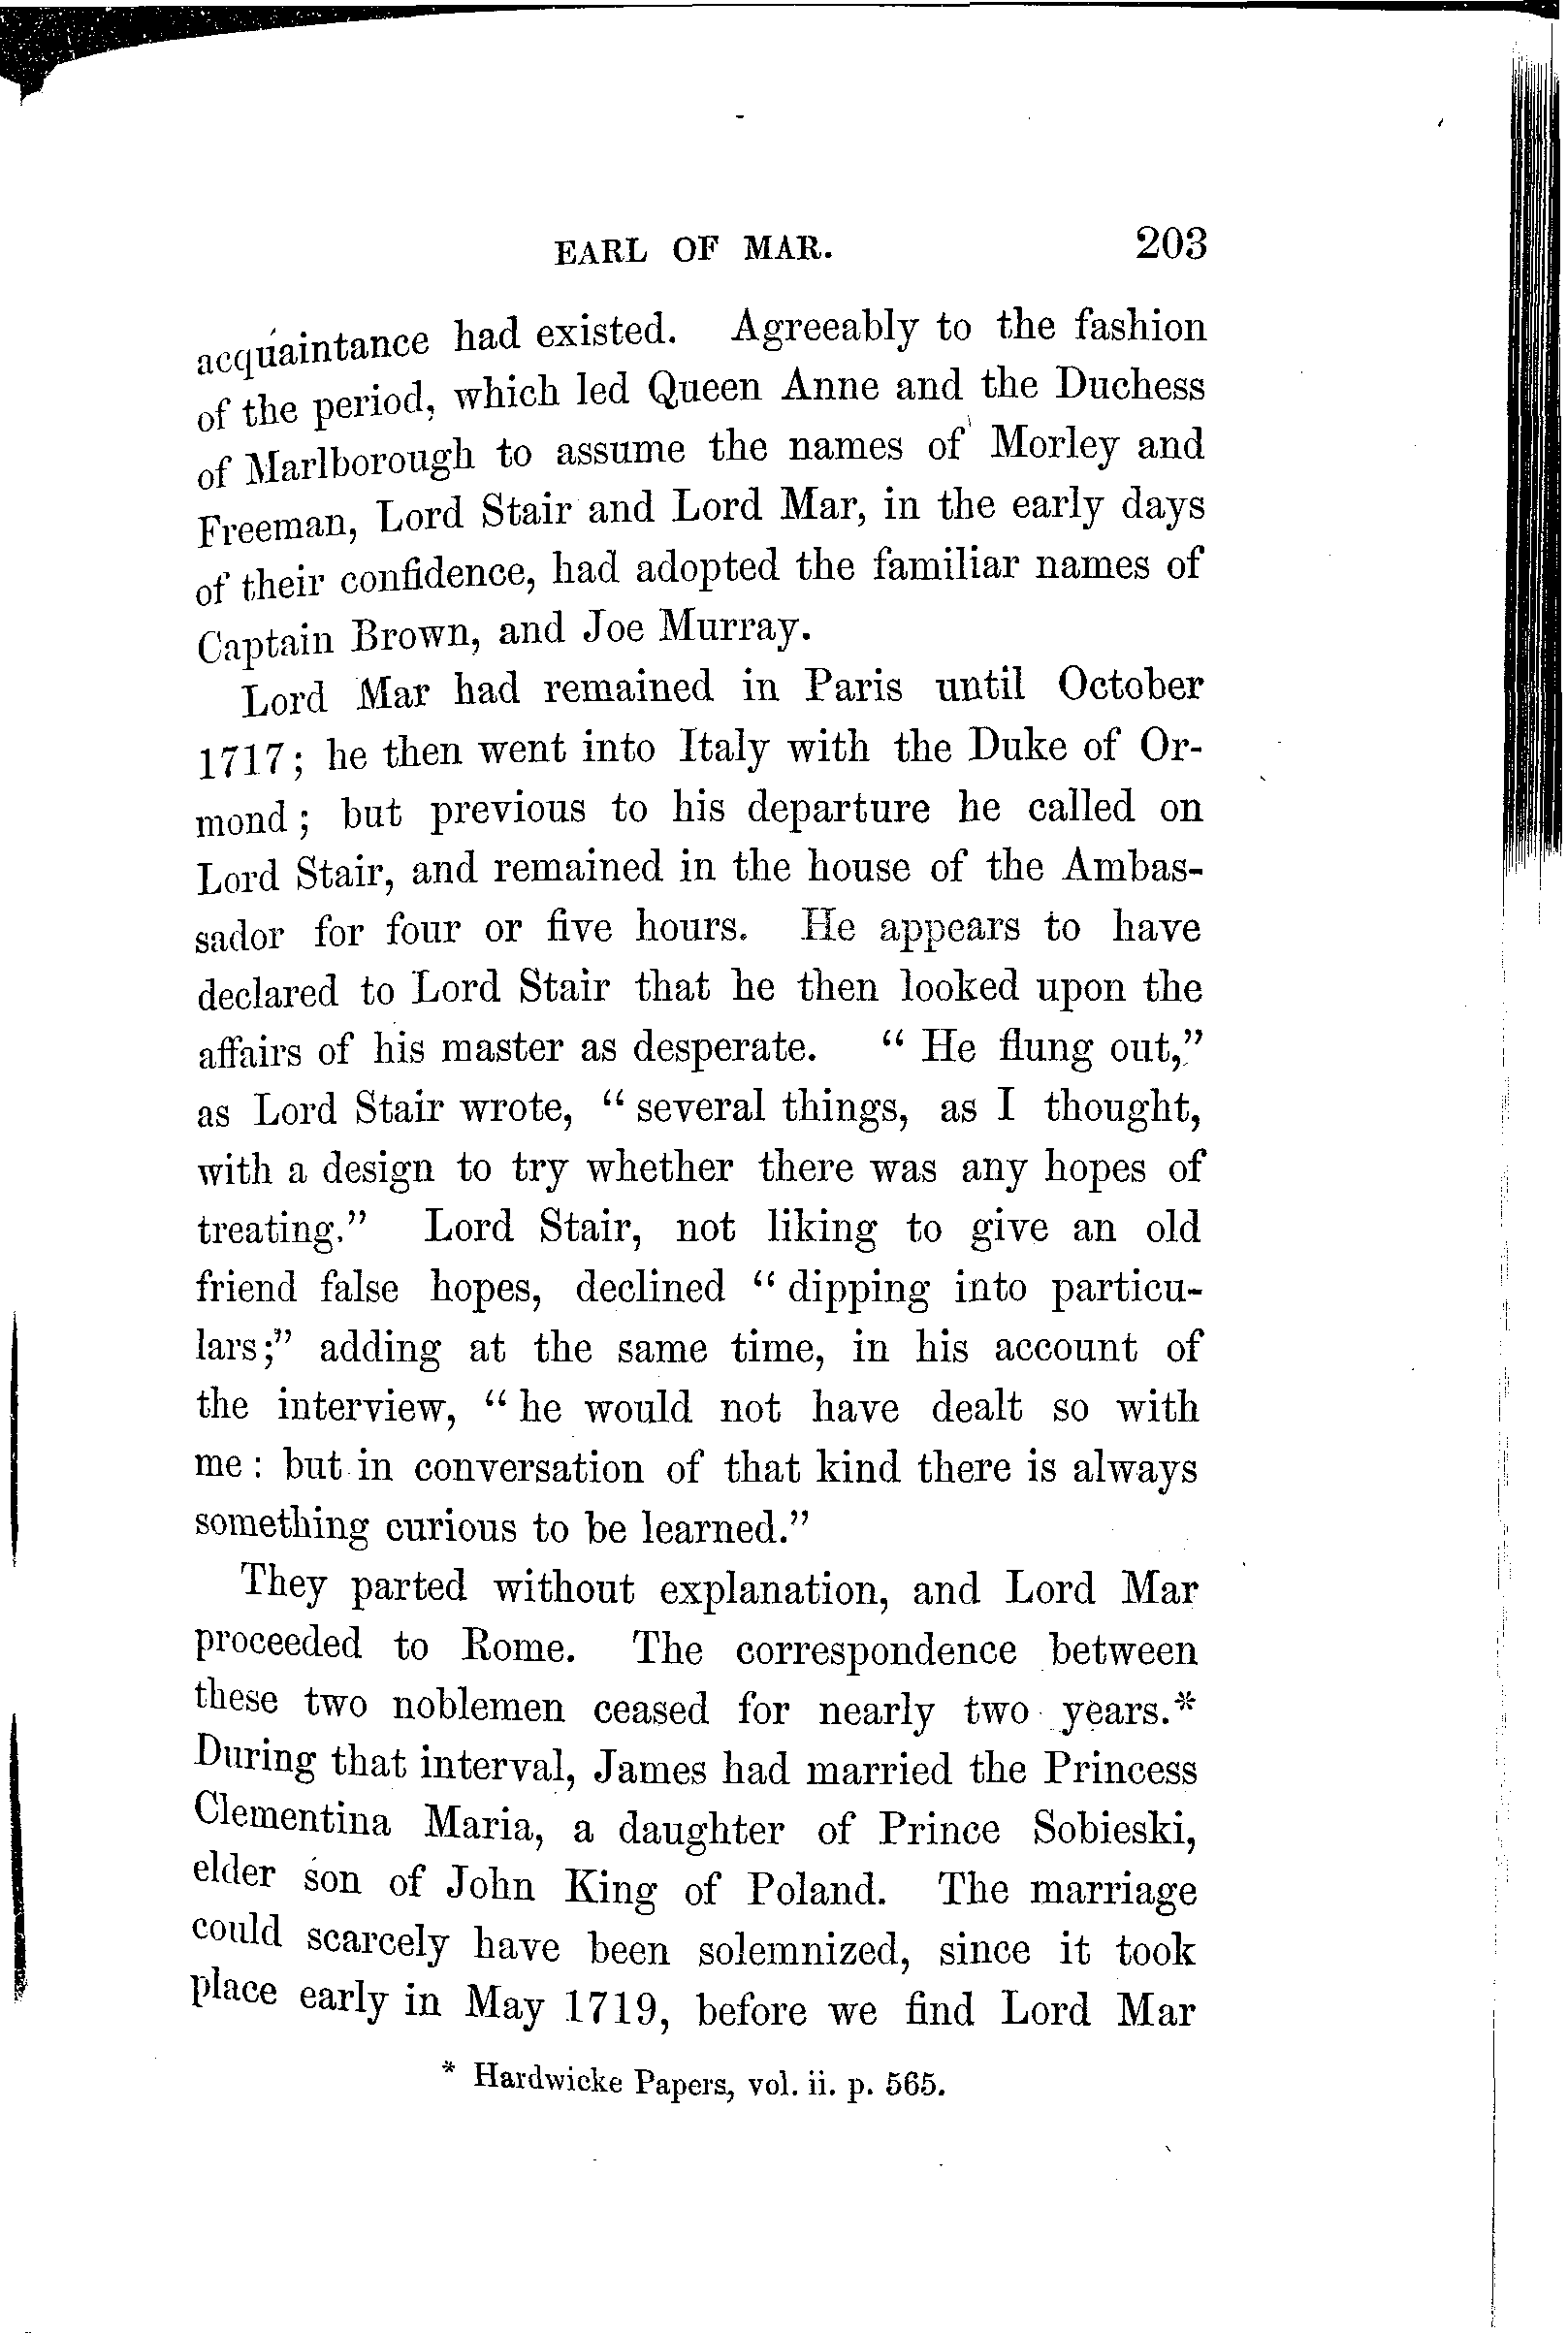 EARL OF MAR. 203
acquaintance had existed. Agreeably to the fashion
of the period, which led Queen Anne and the Duchess
of Marlborough to assume the names of Morley and
Freeman, Lord Stair and Lord Mar, in the early days
of their confidence, had adopted the familiar names of
Captain Brown, and Joe Murray.
Lord Mar had remained in Paris until October
1717; he then went into Italy with the Duke of Or-
mond; but previous to his departure he called on
Lord Stair, and remained in the house of the Ambas-
sador for four or five hours. He appears to have
declared to Lord Stair that he then looked upon the
affairs of his master as desperate. “He flung out,”
as Lord Stair wrote, “several things, as I thought,
with a design to try whether there was any hopes of
treating.” Lord Stair, not liking to give an old
friend false hopes, declined “dipping into particu-
lars;” adding at the same time, in his account of
the interview, “he would not have dealt so with
me: but in conversation of that kind there is always
something curious to be learned.”
They parted without explanation, and Lord Mar
proceeded to Rome. The correspondence between
these two noblemen ceased for nearly two years.*
During that interval, James had married the Princess
Clementina Maria, a daughter of Prince Sobieski,
elder son of John King of Poland. The marriage
could scarcely have been solemnized, since it took
place early in May 1719, before we find Lord Mar
* Hardwicke Papers, vol. ii. p. 565.